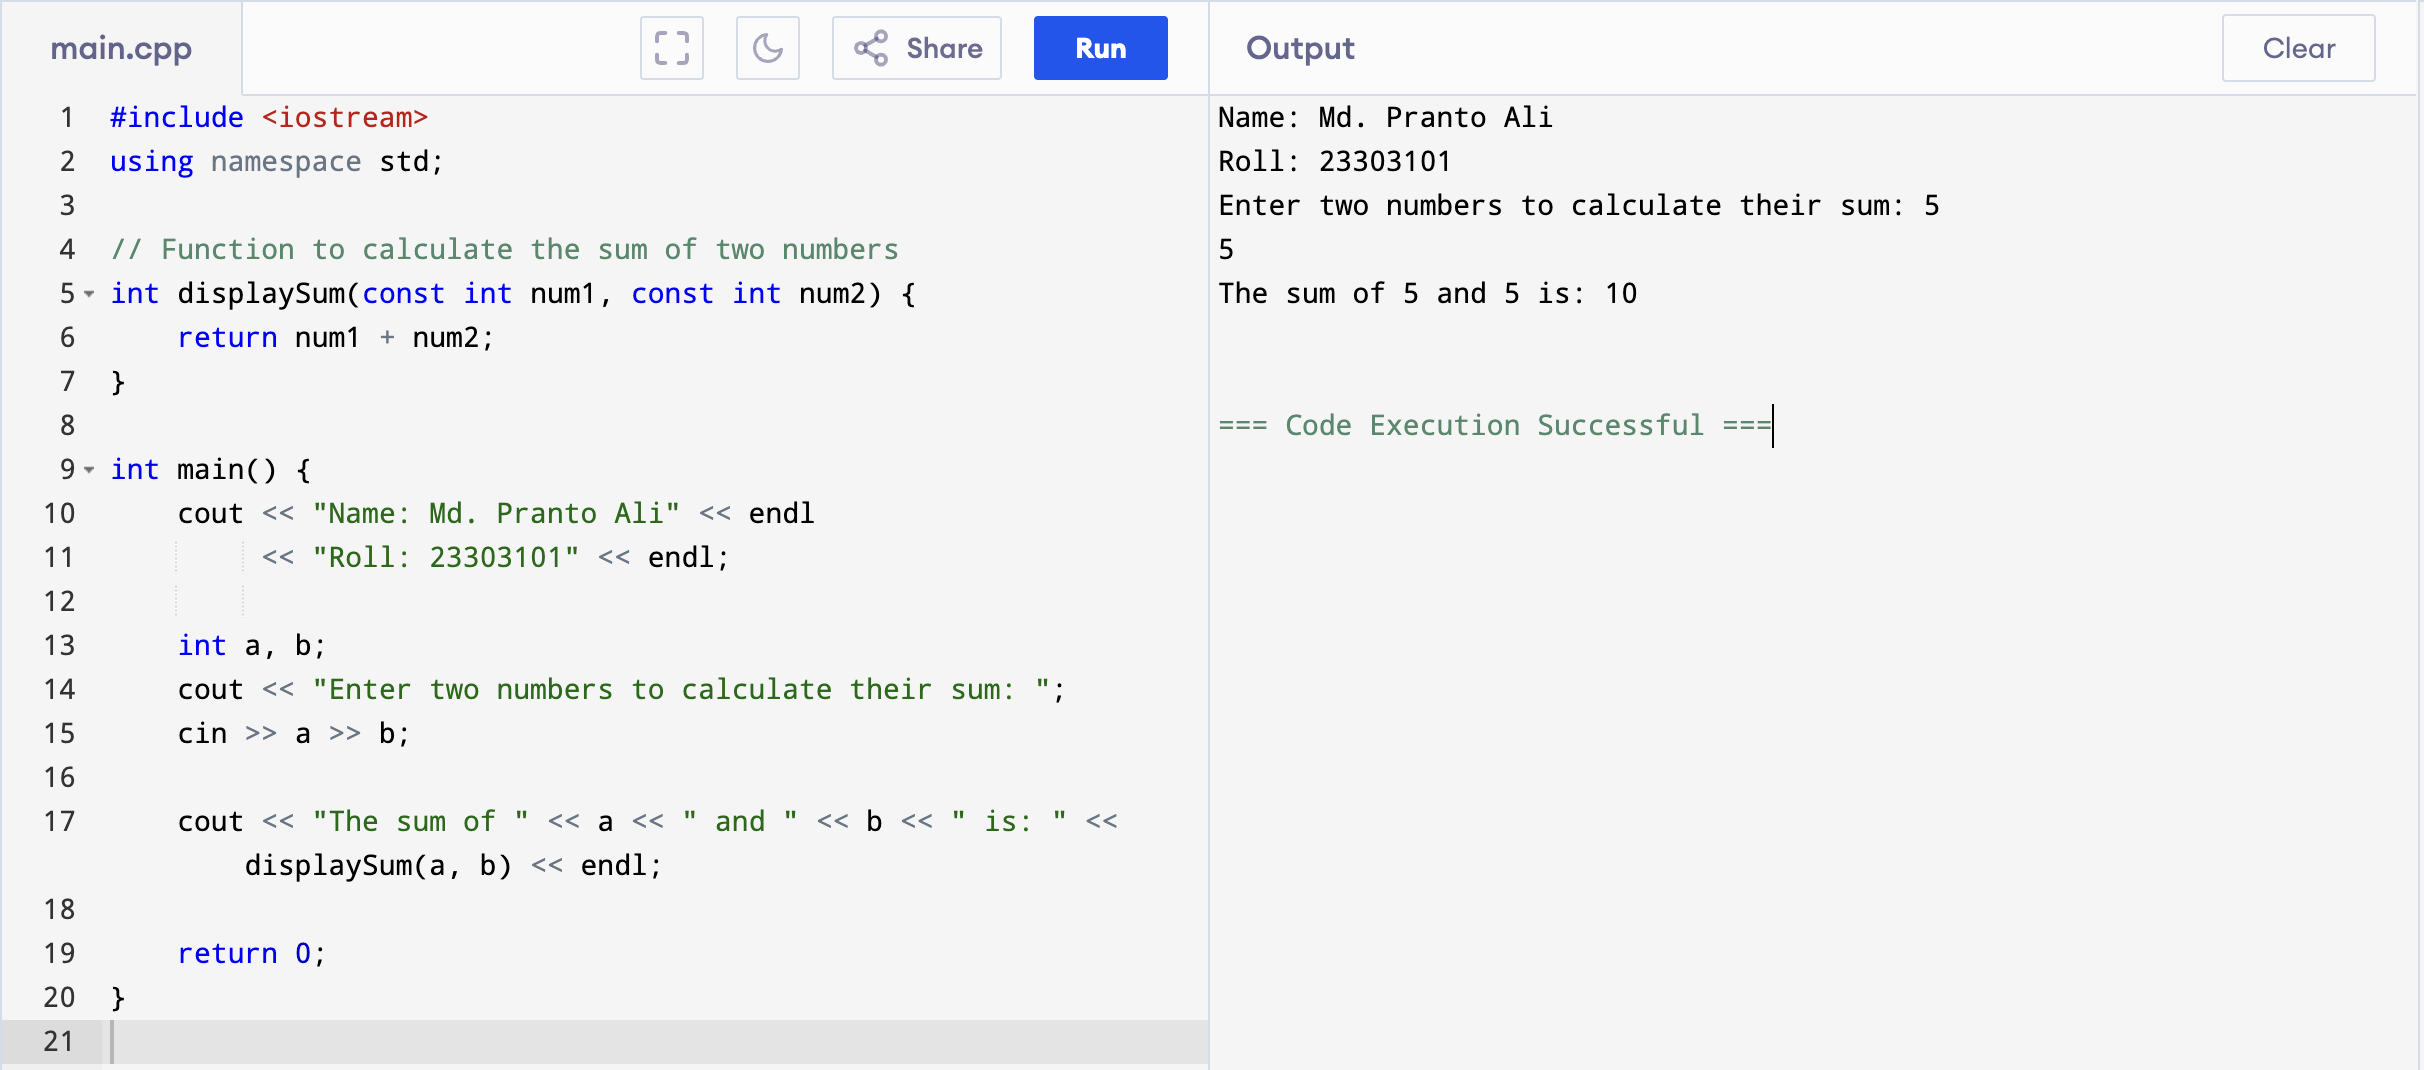 main.cpp
Share
Run
Output
Clear
1 #include <iostream>
2 using namespace std;
3
4 // Function to calculate the sum of two numbers
5 int displaySum(const int num1, const int num2) {
6     return num1 + num2;
7 }
8
9 int main() {
10     cout << "Name: Md. Pranto Ali" << endl
11          << "Roll: 23303101" << endl;
12
13     int a, b;
14     cout << "Enter two numbers to calculate their sum: ";
15     cin >> a >> b;
16
17     cout << "The sum of " << a << " and " << b << " is: " <<
        displaySum(a, b) << endl;
18
19     return 0;
20 }
21
Name: Md. Pranto Ali
Roll: 23303101
Enter two numbers to calculate their sum: 5
5
The sum of 5 and 5 is: 10
=== Code Execution Successful ===